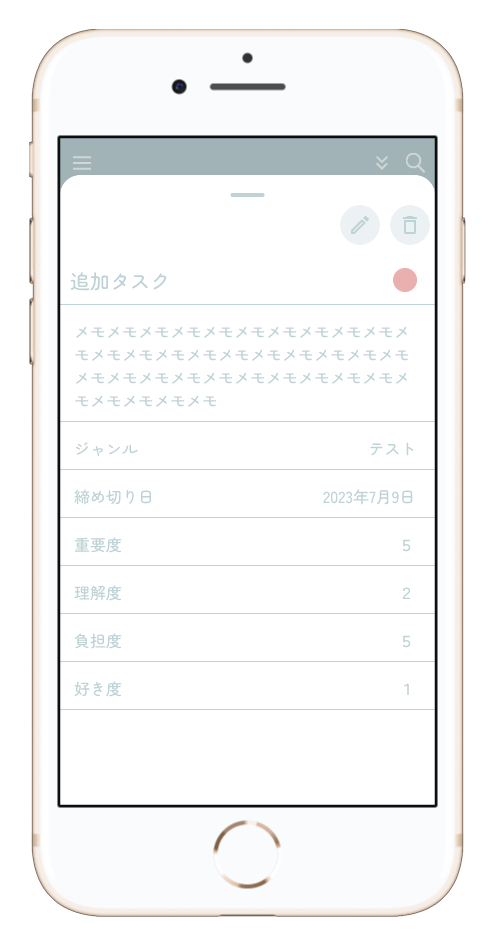 追加タスク
メモメモメモメモメモメモメモメモメモメモメ
モメモメモメモメモメモメモメモメモメモメモ
メモメモメモメモメモメモメモメモメモメモメ
モメモメモメモメモ
ジャンル テスト
締め切り日 2023年7月9日
重要度 5
理解度 2
負担度 5
好き度 1